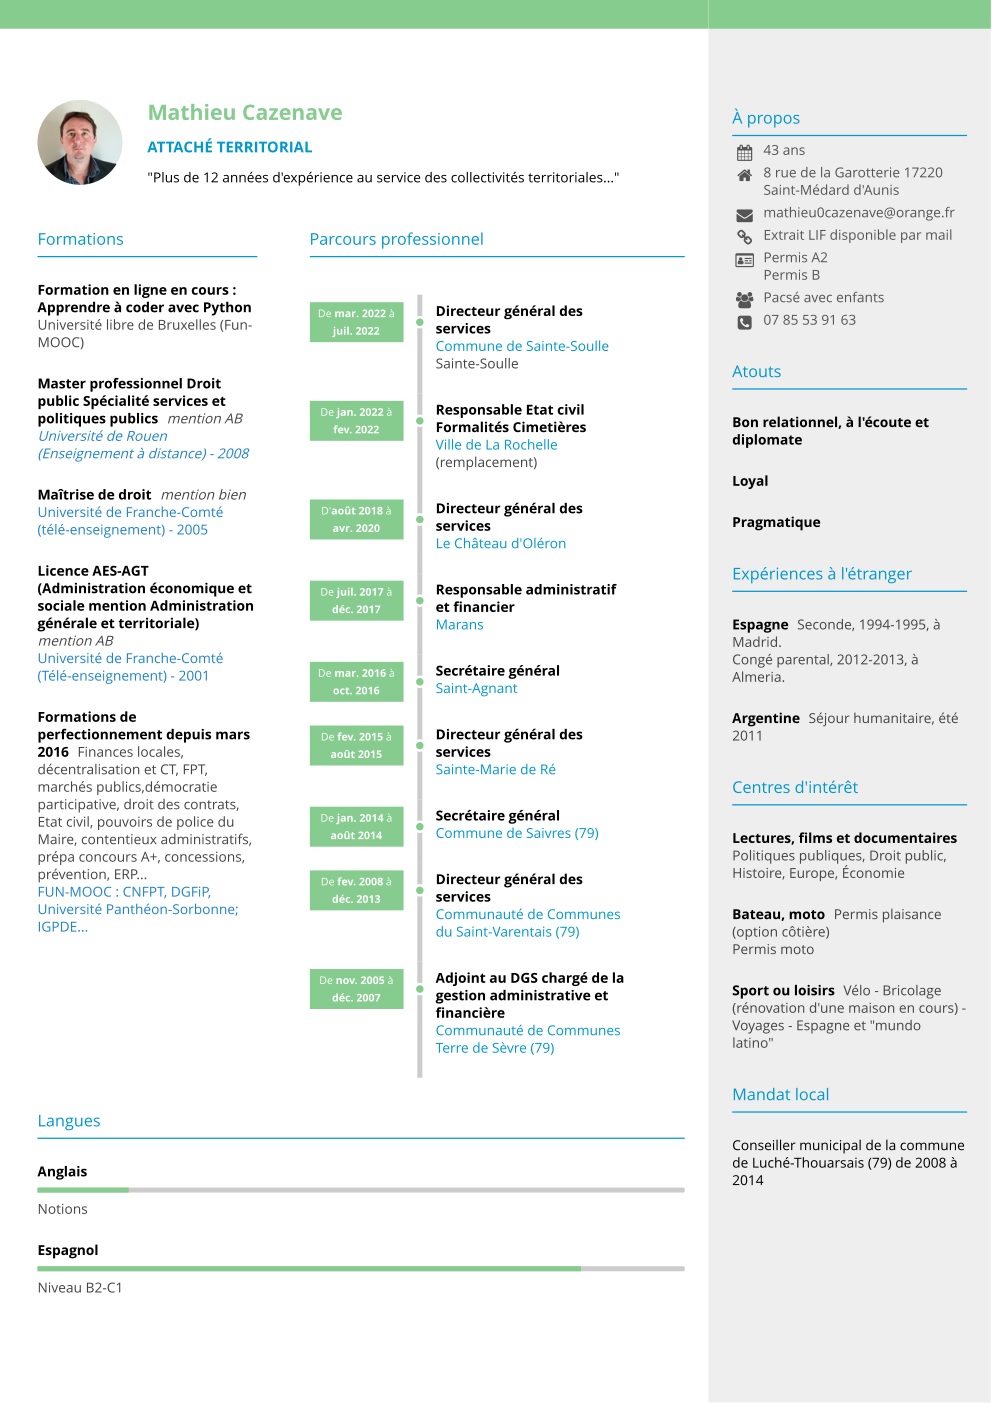 Mathieu Cazenave
ATTACHÉ TERRITORIAL
"Plus de 12 années d'expérience au service des collectivités territoriales..."
Formations
Formation en ligne en cours :
Apprendre à coder avec Python
Université libre de Bruxelles (Fun-
MOOC)
Master professionnel Droit
public Spécialité services et
politiques publics mention AB
Université de Rouen
(Enseignement à distance) - 2008
Maîtrise de droit mention bien
Université de Franche-Comté
(télé-enseignement) - 2005
Licence AES-AGT
(Administration économique et
sociale mention Administration
générale et territoriale)
mention AB
Université de Franche-Comté
(Télé-enseignement) - 2001
Formations de
perfectionnement depuis mars
2016 Finances locales,
décentralisation et CT, FPT,
marchés publics,démocratie
participative, droit des contrats,
Etat civil, pouvoirs de police du
Maire, contentieux administratifs,
prépa concours A+, concessions,
prévention, ERP...
FUN-MOOC : CNFPT, DGFiP,
Université Panthéon-Sorbonne;
IGPDE...
Parcours professionnel
De mar. 2022 à
juil. 2022
Directeur général des
services
Commune de Sainte-Soulle
Sainte-Soulle
De jan. 2022 à
fev. 2022
Responsable Etat civil
Formalités Cimetières
Ville de La Rochelle
(remplacement)
D'août 2018 à
avr. 2020
Directeur général des
services
Le Château d'Oléron
De juil. 2017 à
déc. 2017
Responsable administratif
et financier
Marans
De mar. 2016 à
oct. 2016
Secrétaire général
Saint-Agnant
De fev. 2015 à
août 2015
Directeur général des
services
Sainte-Marie de Ré
De jan. 2014 à
août 2014
Secrétaire général
Commune de Saivres (79)
De fev. 2008 à
déc. 2013
Directeur général des
services
Communauté de Communes
du Saint-Varentais (79)
De nov. 2005 à
déc. 2007
Adjoint au DGS chargé de la
gestion administrative et
financière
Communauté de Communes
Terre de Sèvre (79)
Langues
Anglais
Notions
Espagnol
Niveau B2-C1
À propos
43 ans
8 rue de la Garotterie 17220
Saint-Médard d'Aunis
mathieu0cazenave@orange.fr
Extrait LIF disponible par mail
Permis A2
Permis B
Pacsé avec enfants
07 85 53 91 63
Atouts
Bon relationnel, à l'écoute et
diplomate
Loyal
Pragmatique
Expériences à l'étranger
Espagne Seconde, 1994-1995, à
Madrid.
Congé parental, 2012-2013, à
Almeria.
Argentine Séjour humanitaire, été
2011
Centres d'intérêt
Lectures, films et documentaires
Politiques publiques, Droit public,
Histoire, Europe, Économie
Bateau, moto Permis plaisance
(option côtière)
Permis moto
Sport ou loisirs Vélo - Bricolage
(rénovation d'une maison en cours) -
Voyages - Espagne et "mundo
latino"
Mandat local
Conseiller municipal de la commune
de Luché-Thouarsais (79) de 2008 à
2014